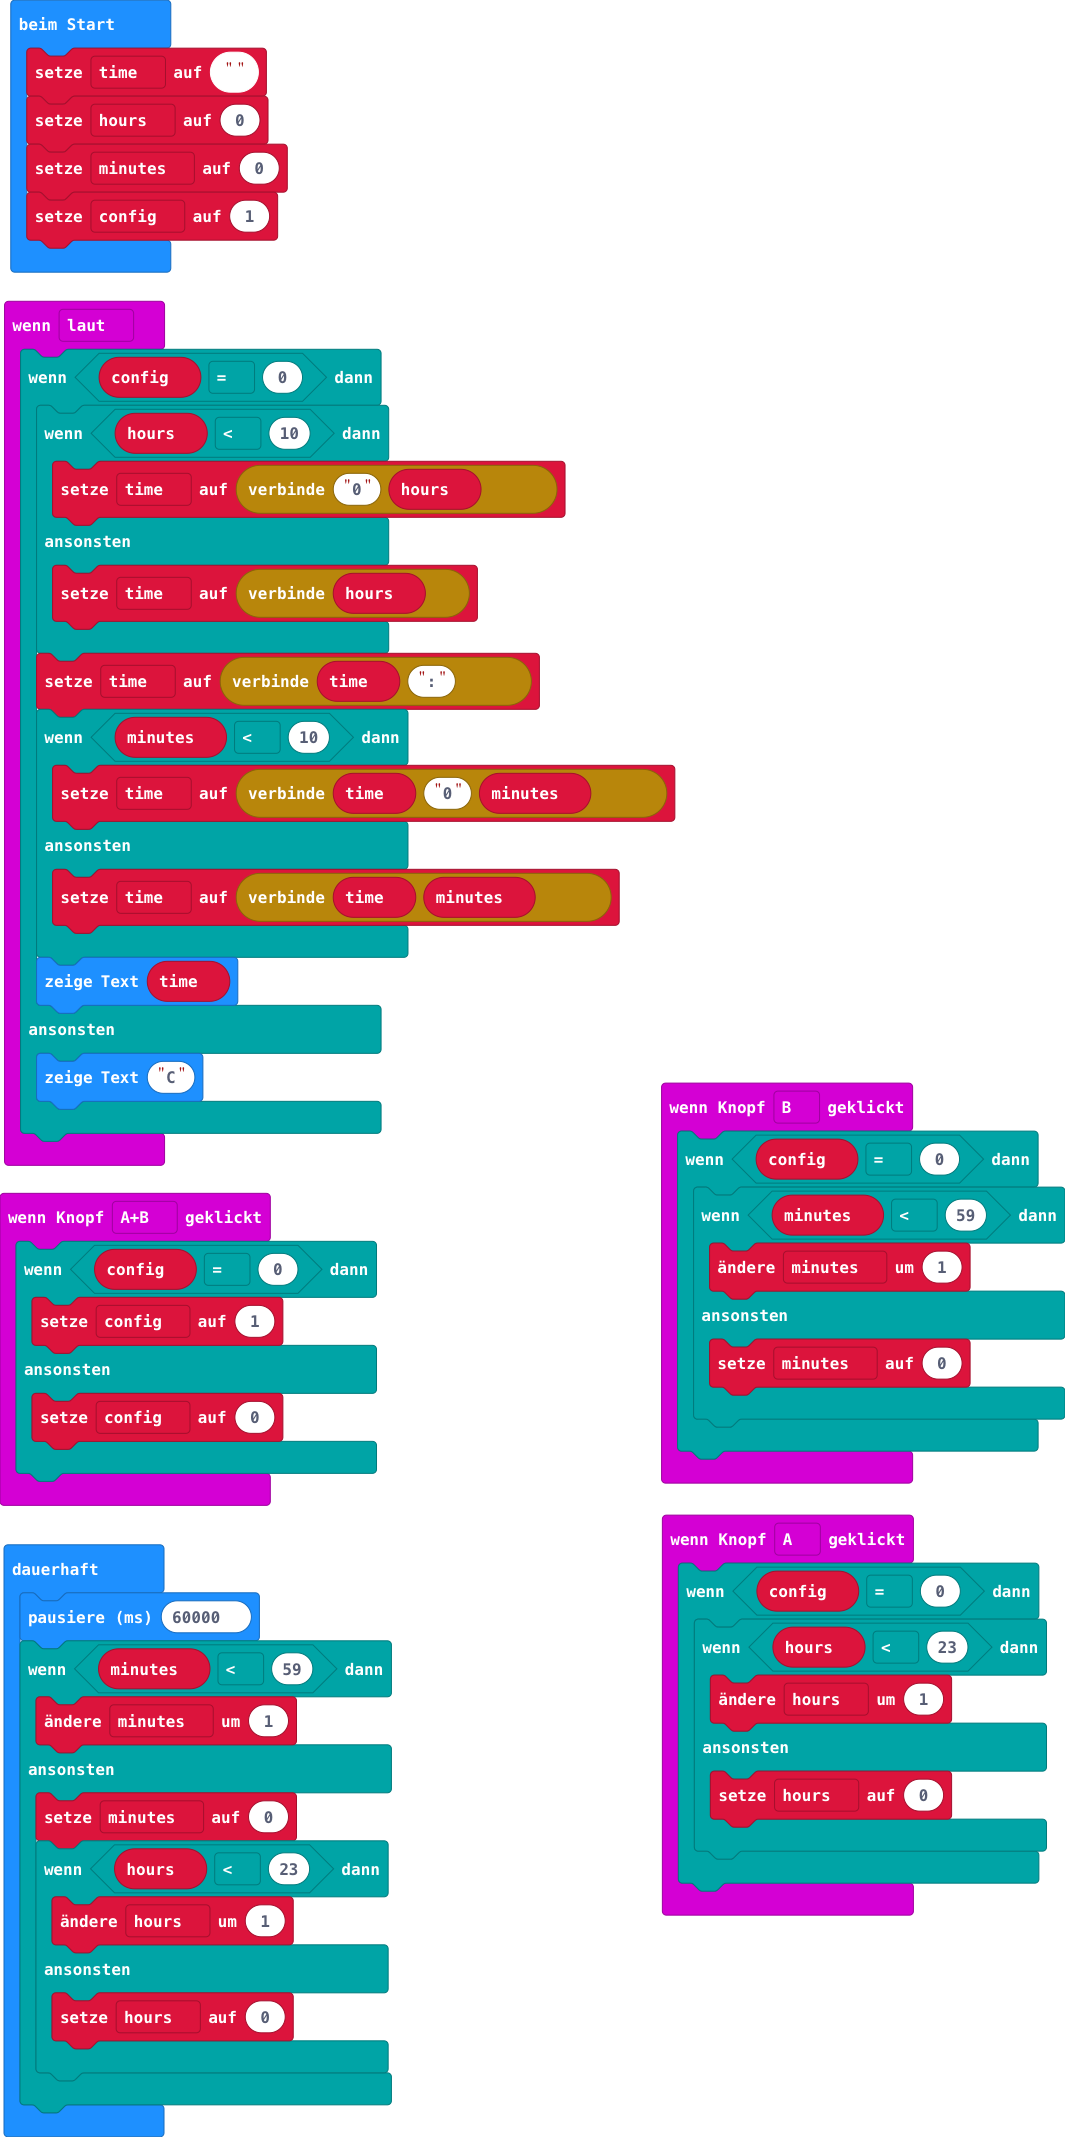 beim Start
setze time auf " "
setze hours auf 0
setze minutes auf 0
setze config auf 1
wenn laut
wenn config = 0 dann
wenn hours < 10 dann
setze time auf verbinde "0" hours
ansonsten
setze time auf verbinde hours
setze time auf verbinde time ":"
wenn minutes < 10 dann
setze time auf verbinde time "0" minutes
ansonsten
setze time auf verbinde time minutes
zeige Text time
ansonsten
zeige Text "C"
wenn Knopf A+B geklickt
wenn config = 0 dann
setze config auf 1
ansonsten
setze config auf 0
dauerhaft
pausiere (ms) 60000
wenn minutes < 59 dann
ändere minutes um 1
ansonsten
setze minutes auf 0
wenn hours < 23 dann
ändere hours um 1
ansonsten
setze hours auf 0
wenn Knopf B geklickt
wenn config = 0 dann
wenn minutes < 59 dann
ändere minutes um 1
ansonsten
setze minutes auf 0
wenn Knopf A geklickt
wenn config = 0 dann
wenn hours < 23 dann
ändere hours um 1
ansonsten
setze hours auf 0